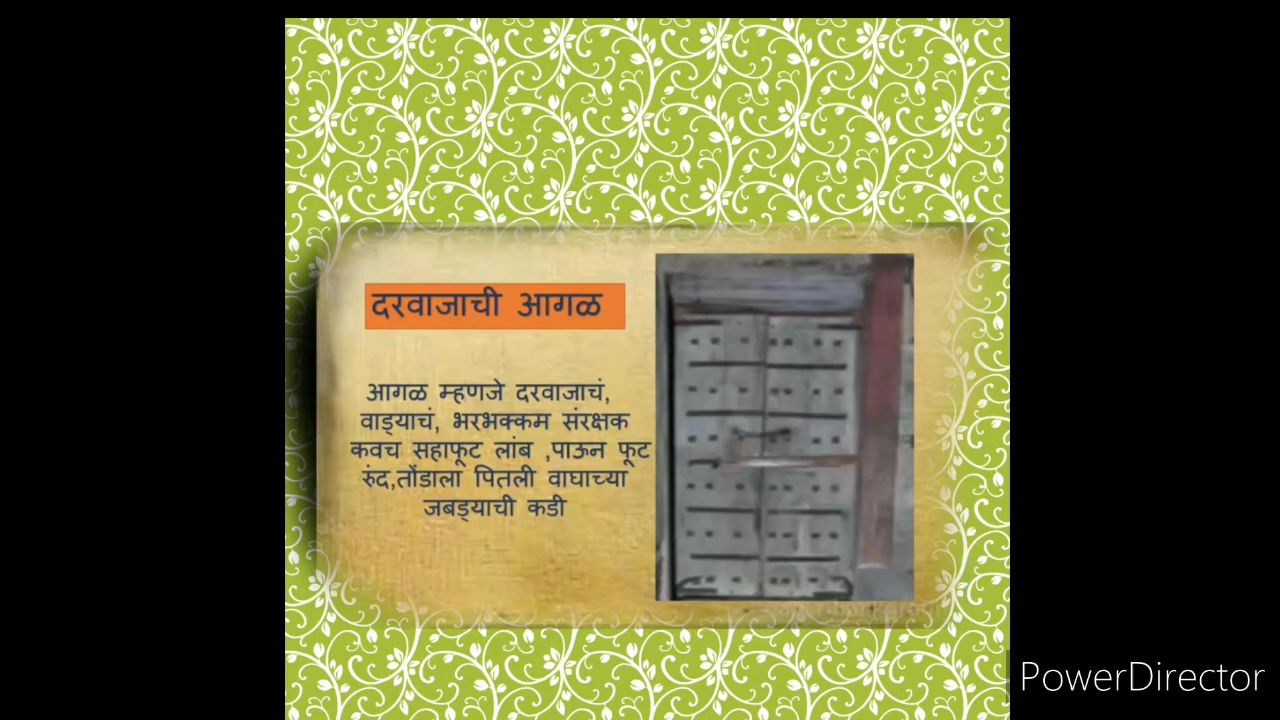 दरवाजाची आगळ
आगळ म्हणजे दरवाजाचं,
वाड्याचं, भरभक्कम संरक्षक
कवच सहाफूट लांब ,पाऊन फूट
रुंद,तोंडाला पितली वाघाच्या
जबड्याची कडी
PowerDirector